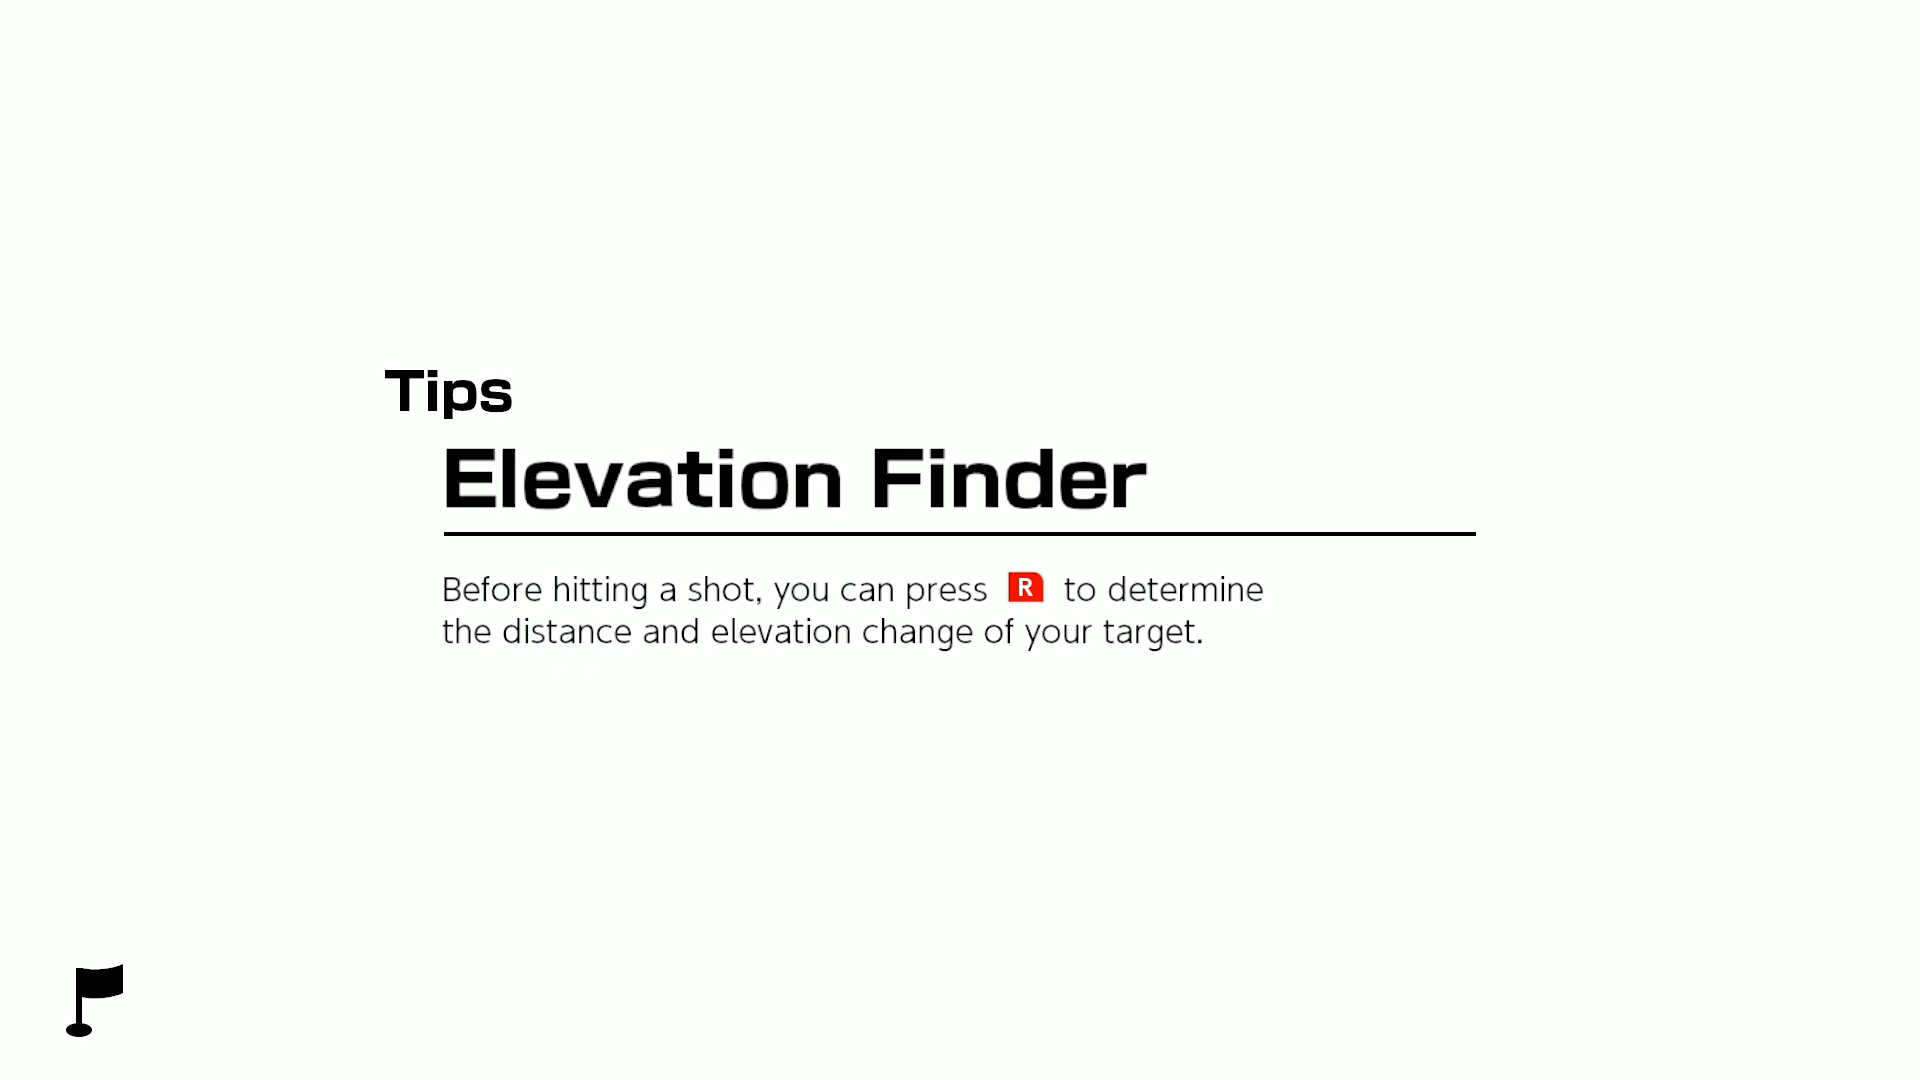 Tips
Elevation Finder
Before hitting a shot, you can press R to determine
the distance and elevation change of your target.